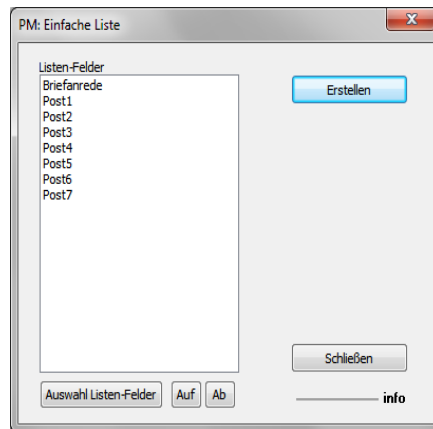 PM: Einfache Liste
Listen-Felder
Briefanrede
Post1
Post2
Post3
Post4
Post5
Post6
Post7
Erstellen
Schließen
Auswahl Listen-Felder Auf Ab
info